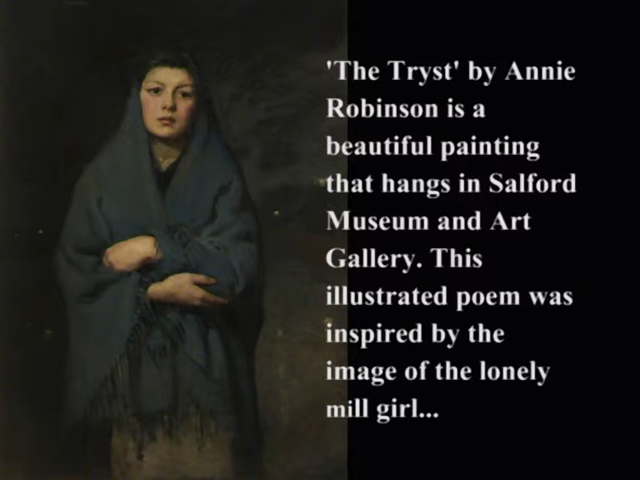 'The Tryst' by Annie
Robinson is a
beautiful painting
that hangs in Salford
Museum and Art
Gallery. This
illustrated poem was
inspired by the
image of the lonely
mill girl...